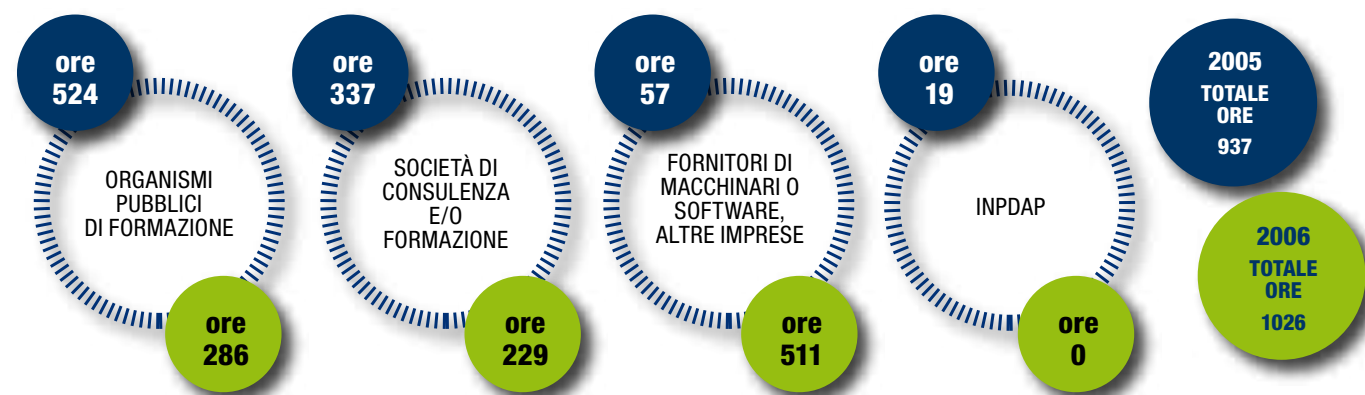 ore
524
ORGANISMI
PUBBLICI
DI FORMAZIONE
ore
286
ore
337
SOCIETÀ DI
CONSULENZA
E/O
FORMAZIONE
ore
229
ore
57
FORNITORI DI
MACCHINARI O
SOFTWARE,
ALTRE IMPRESE
ore
511
ore
19
INPDAP
ore
0
2005
TOTALE
ORE
937
2006
TOTALE
ORE
1026